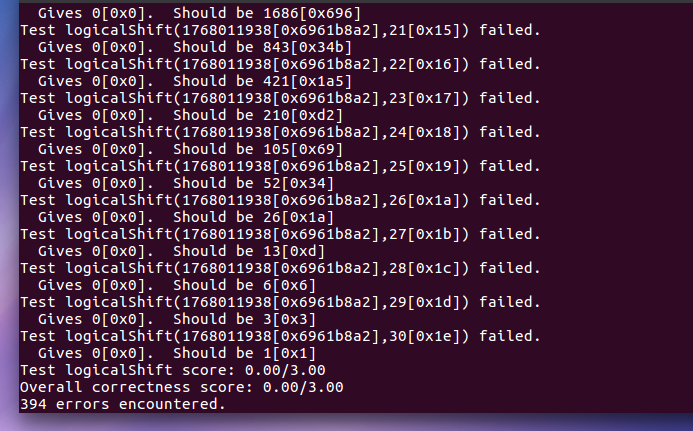 Gives 0[0x0].  Should be 1686[0x696]
Test logicalShift(1768011938[0x6961b8a2],21[0x15]) failed.
  Gives 0[0x0].  Should be 843[0x34b]
Test logicalShift(1768011938[0x6961b8a2],22[0x16]) failed.
  Gives 0[0x0].  Should be 421[0x1a5]
Test logicalShift(1768011938[0x6961b8a2],23[0x17]) failed.
  Gives 0[0x0].  Should be 210[0xd2]
Test logicalShift(1768011938[0x6961b8a2],24[0x18]) failed.
  Gives 0[0x0].  Should be 105[0x69]
Test logicalShift(1768011938[0x6961b8a2],25[0x19]) failed.
  Gives 0[0x0].  Should be 52[0x34]
Test logicalShift(1768011938[0x6961b8a2],26[0x1a]) failed.
  Gives 0[0x0].  Should be 26[0x1a]
Test logicalShift(1768011938[0x6961b8a2],27[0x1b]) failed.
  Gives 0[0x0].  Should be 13[0xd]
Test logicalShift(1768011938[0x6961b8a2],28[0x1c]) failed.
  Gives 0[0x0].  Should be 6[0x6]
Test logicalShift(1768011938[0x6961b8a2],29[0x1d]) failed.
  Gives 0[0x0].  Should be 3[0x3]
Test logicalShift(1768011938[0x6961b8a2],30[0x1e]) failed.
  Gives 0[0x0].  Should be 1[0x1]
Test logicalShift score: 0.00/3.00
Overall correctness score: 0.00/3.00
394 errors encountered.